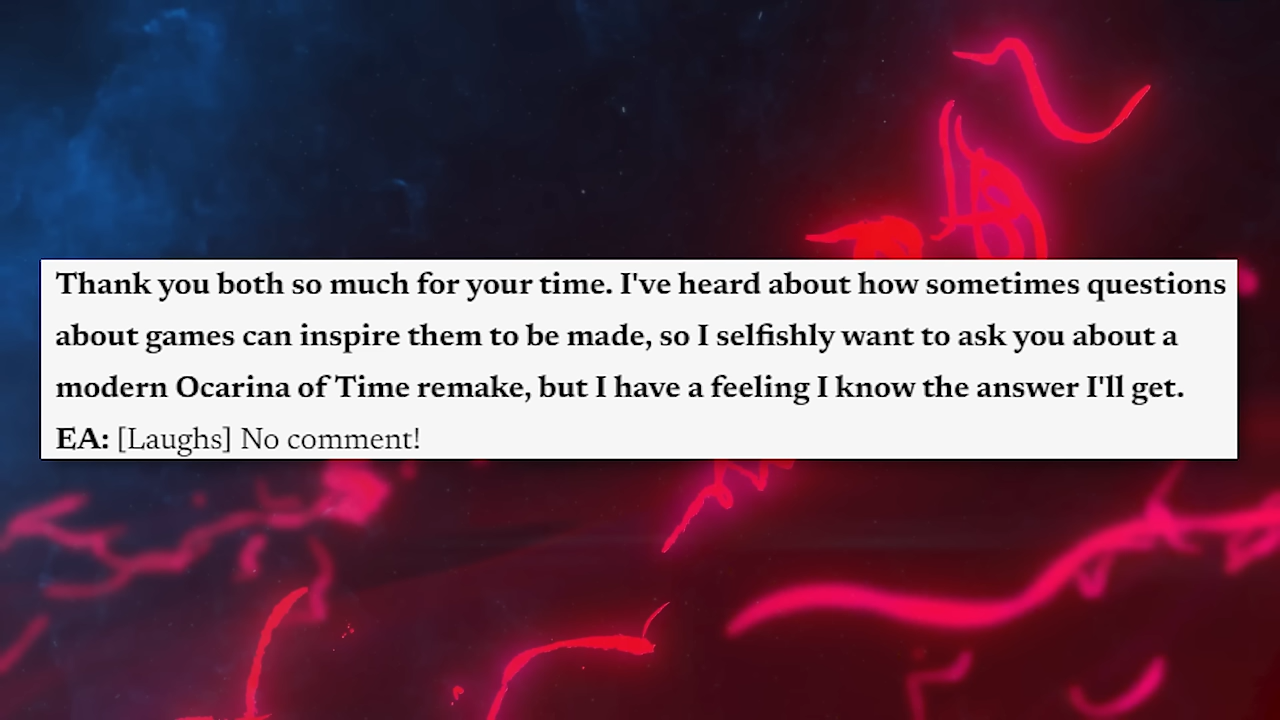 Thank you both so much for your time. I've heard about how sometimes questions
about games can inspire them to be made, so I selfishly want to ask you about a
modern Ocarina of Time remake, but I have a feeling I know the answer I'll get.
EA: [Laughs] No comment!